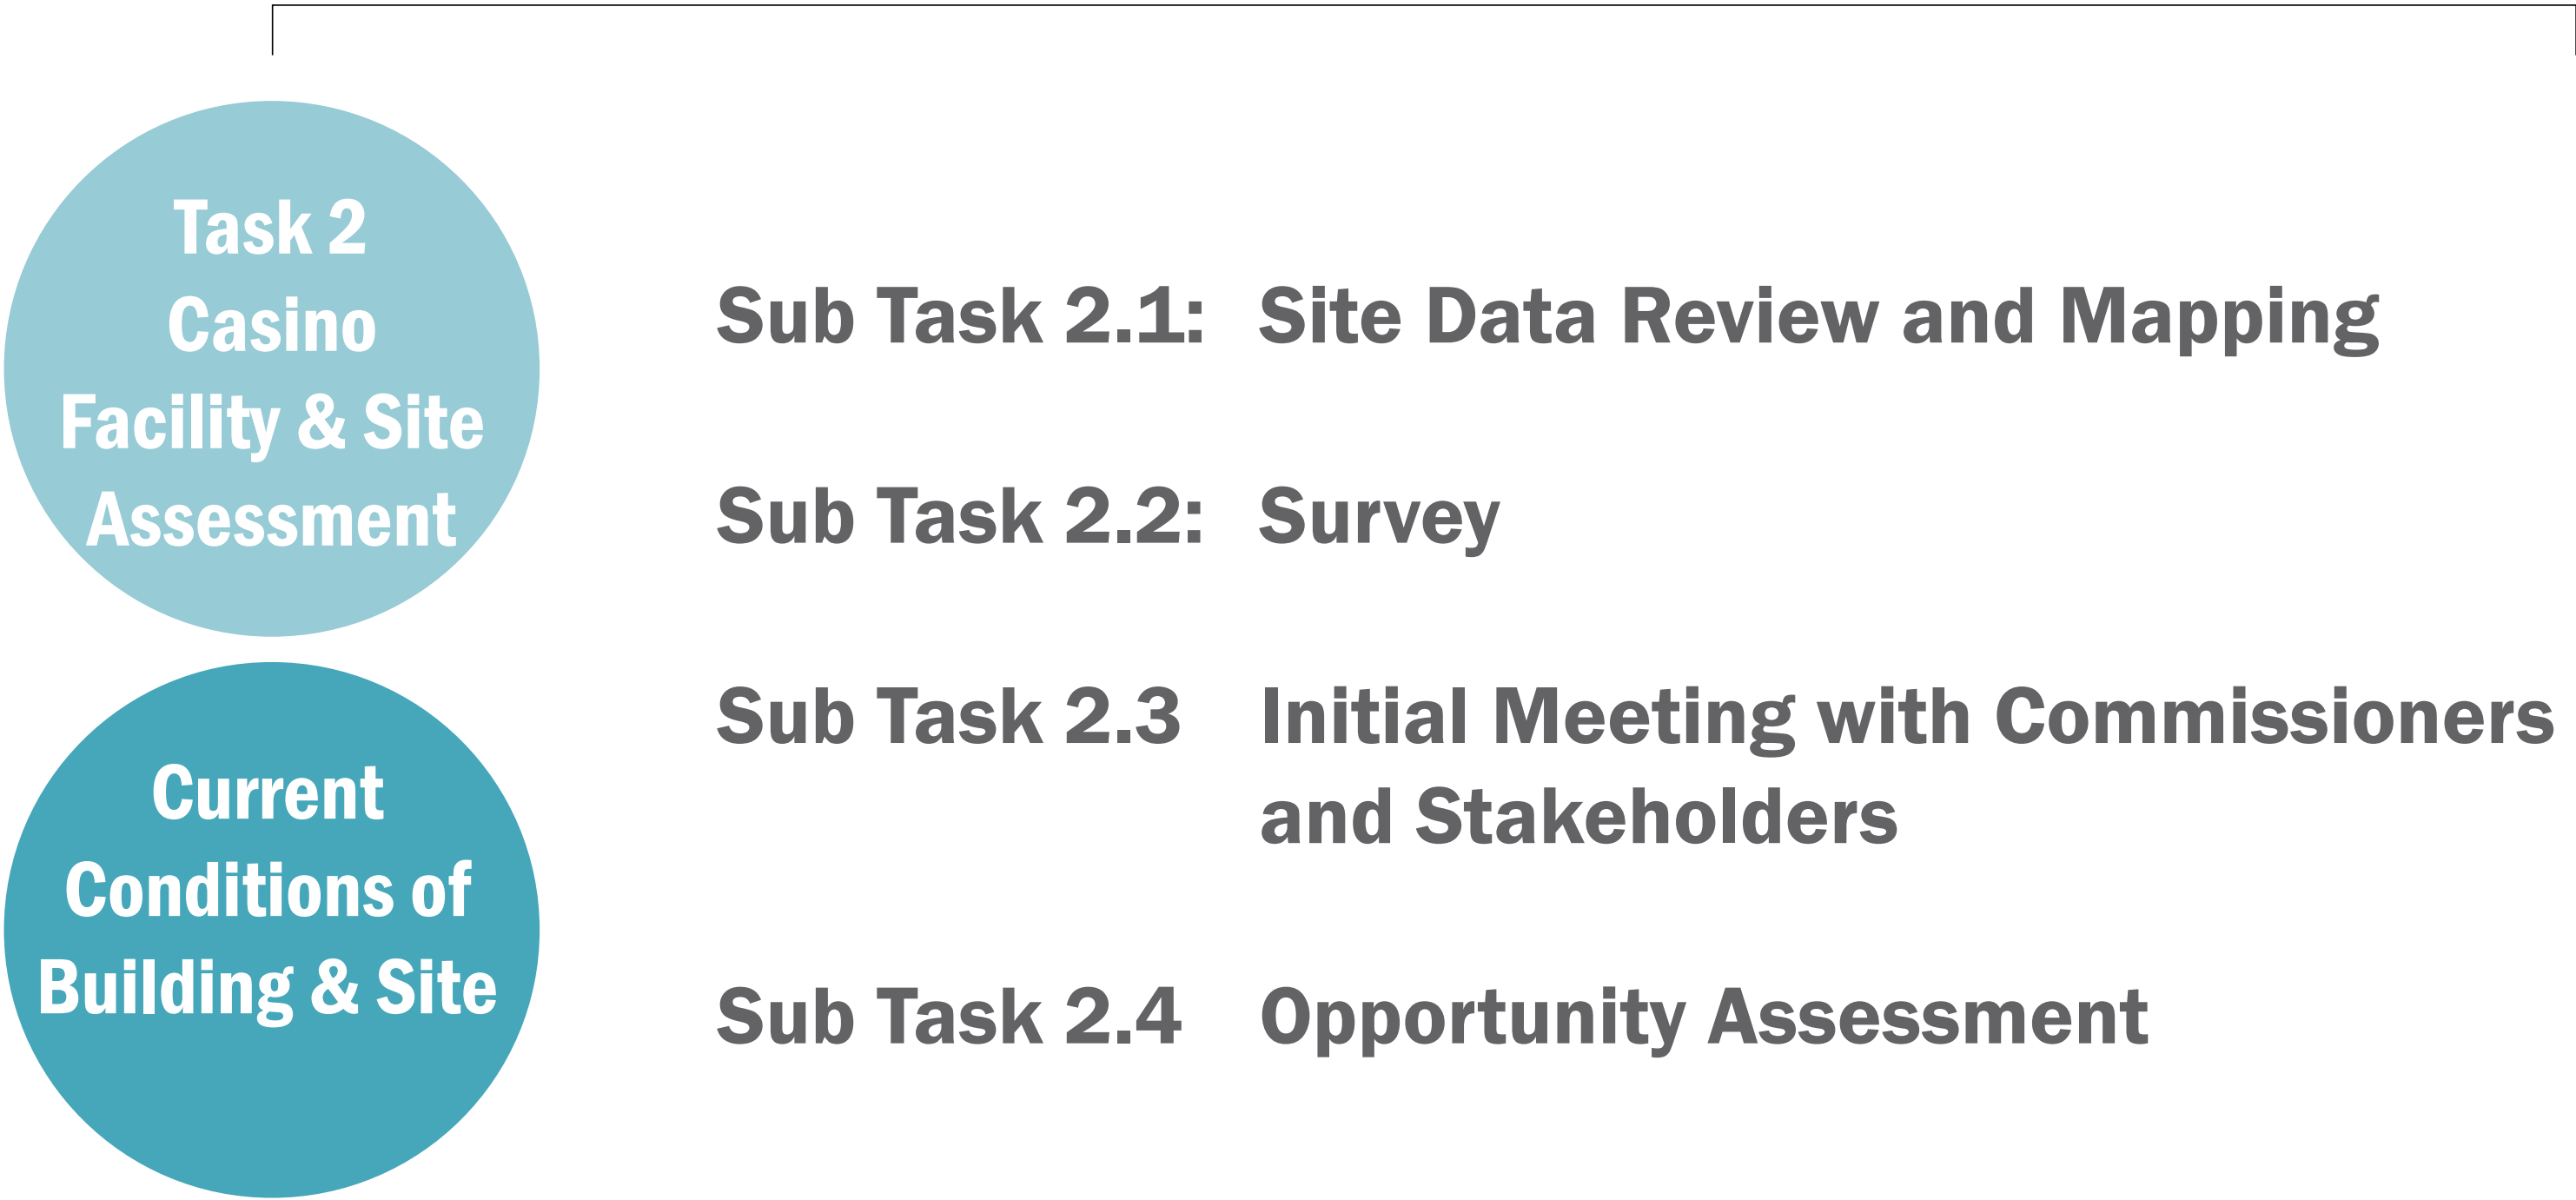 Task 2
Casino
Facility & Site
Assessment
Current
Conditions of
Building & Site
Sub Task 2.1: Site Data Review and Mapping
Sub Task 2.2: Survey
Sub Task 2.3 Initial Meeting with Commissioners
and Stakeholders
Sub Task 2.4 Opportunity Assessment